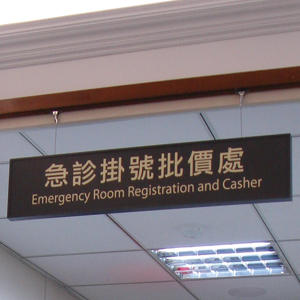 急診掛號批價處
Emergency Room Registration and Casher